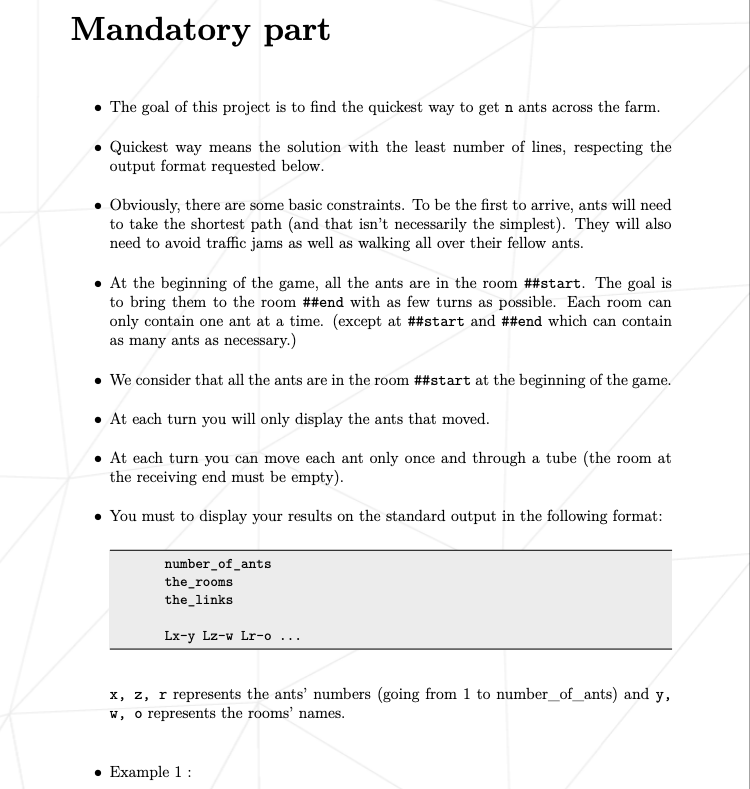 Mandatory part
• The goal of this project is to find the quickest way to get n ants across the farm.
• Quickest way means the solution with the least number of lines, respecting the
output format requested below.
• Obviously, there are some basic constraints. To be the first to arrive, ants will need
to take the shortest path (and that isn't necessarily the simplest). They will also
need to avoid traffic jams as well as walking all over their fellow ants.
• At the beginning of the game, all the ants are in the room ##start. The goal is
to bring them to the room ##end with as few turns as possible. Each room can
only contain one ant at a time. (except at ##start and ##end which can contain
as many ants as necessary.)
• We consider that all the ants are in the room ##start at the beginning of the game.
• At each turn you will only display the ants that moved.
• At each turn you can move each ant only once and through a tube (the room at
the receiving end must be empty).
• You must to display your results on the standard output in the following format:
number_of_ants
the_rooms
the_links
Lx-y Lz-w Lr-o ...
x, z, r represents the ants' numbers (going from 1 to number_of_ants) and y,
w, o represents the rooms' names.
• Example 1 :